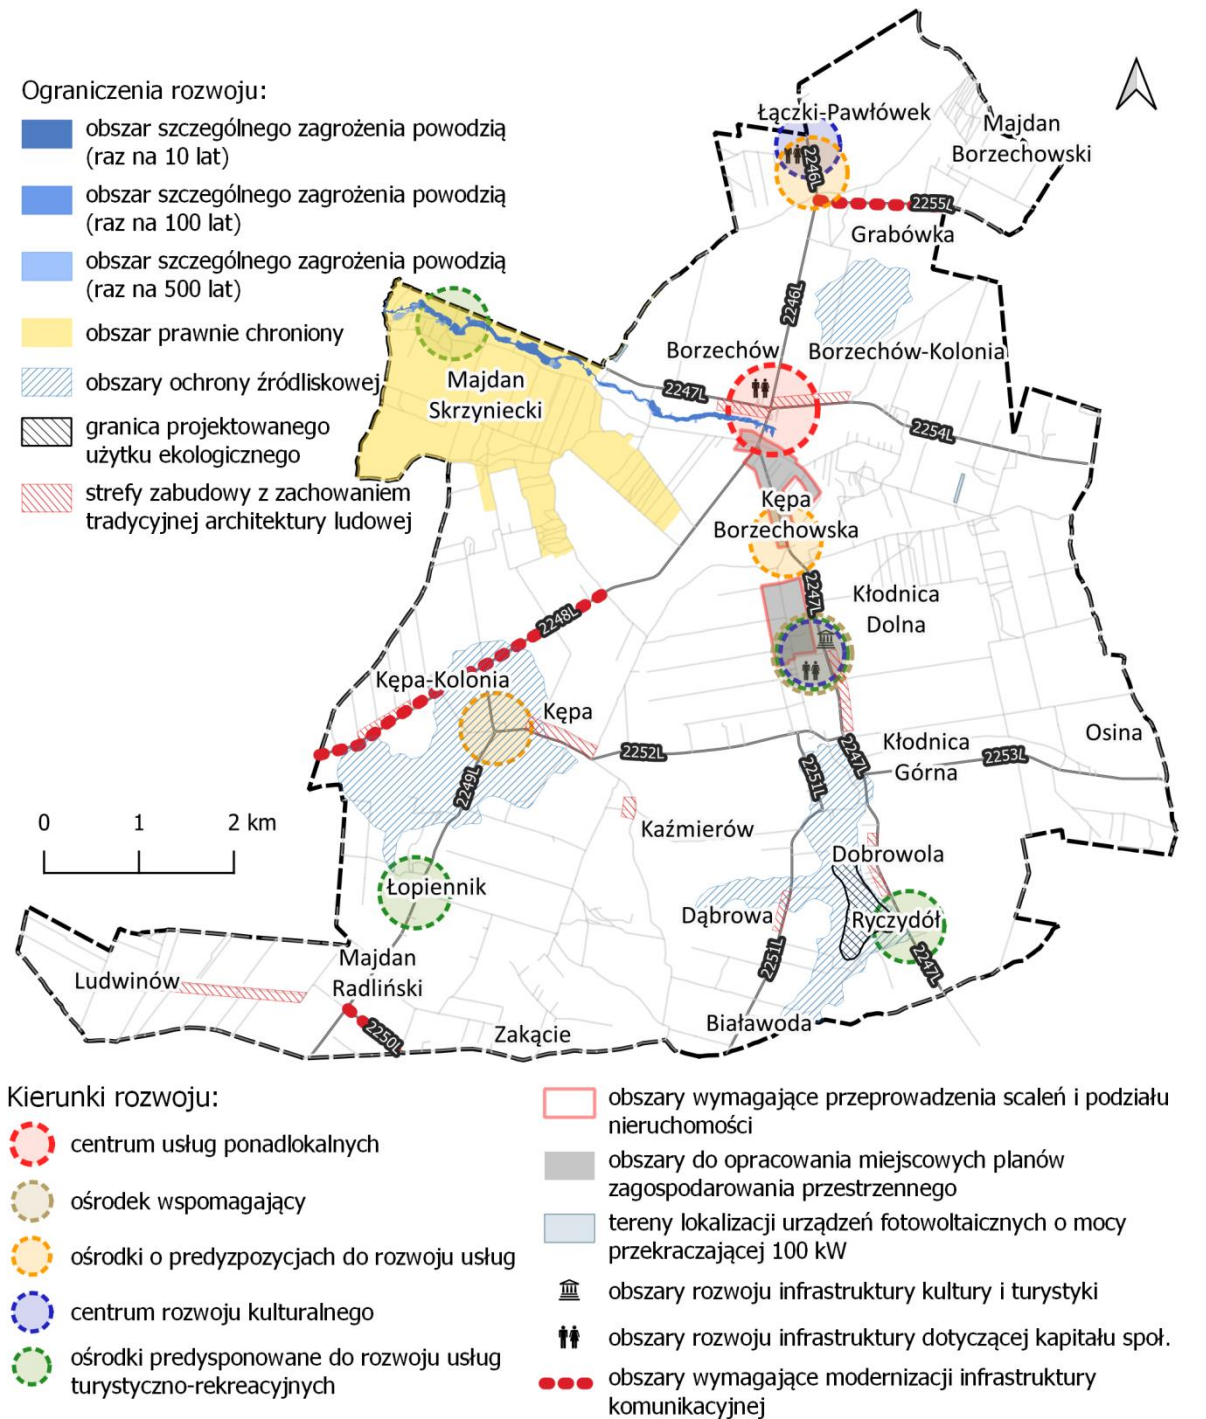 Ograniczenia rozwoju:
obszar szczególnego zagrożenia powodzią
(raz na 10 lat)
obszar szczególnego zagrożenia powodzią
(raz na 100 lat)
obszar szczególnego zagrożenia powodzią
(raz na 500 lat)
obszar prawnie chroniony
obszary ochrony źródliskowej
granica projektowanego
użytku ekologicznego
strefy zabudowy z zachowaniem
tradycyjnej architektury ludowej
Łączki-Pawłówek
Majdan
Borzechowski
2246L
2255L
Grabówka
2246L
Borzechów
Borzechów-Kolonia
2247L
Majdan
Skrzyniecki
2254L
Kępa
Borzechowska
2247L
Kłodnica
Dolna
2248L
Kępa-Kolonia
Kępa
2252L
2249L
2251L
2247L
Kłodnica
Górna
2253L
Osina
0 1 2 km
Kaźmierów
Dobrowola
Łopiennik
Dąbrowa
Ryczydół
2251L
2247L
Ludwinów
Majdan
Radliński
2250L
Zakącie
Białawoda
Kierunki rozwoju:
centrum usług ponadlokalnych
ośrodek wspomagający
ośrodki o predyzpozycjach do rozwoju usług
centrum rozwoju kulturalnego
ośrodki predysponowane do rozwoju usług
turystyczno-rekreacyjnych
obszary wymagające przeprowadzenia scaleń i podziału
nieruchomości
obszary do opracowania miejscowych planów
zagospodarowania przestrzennego
tereny lokalizacji urządzeń fotowoltaicznych o mocy
przekraczającej 100 kW
obszary rozwoju infrastruktury kultury i turystyki
obszary rozwoju infrastruktury dotyczącej kapitału społ.
obszary wymagające modernizacji infrastruktury
komunikacyjnej